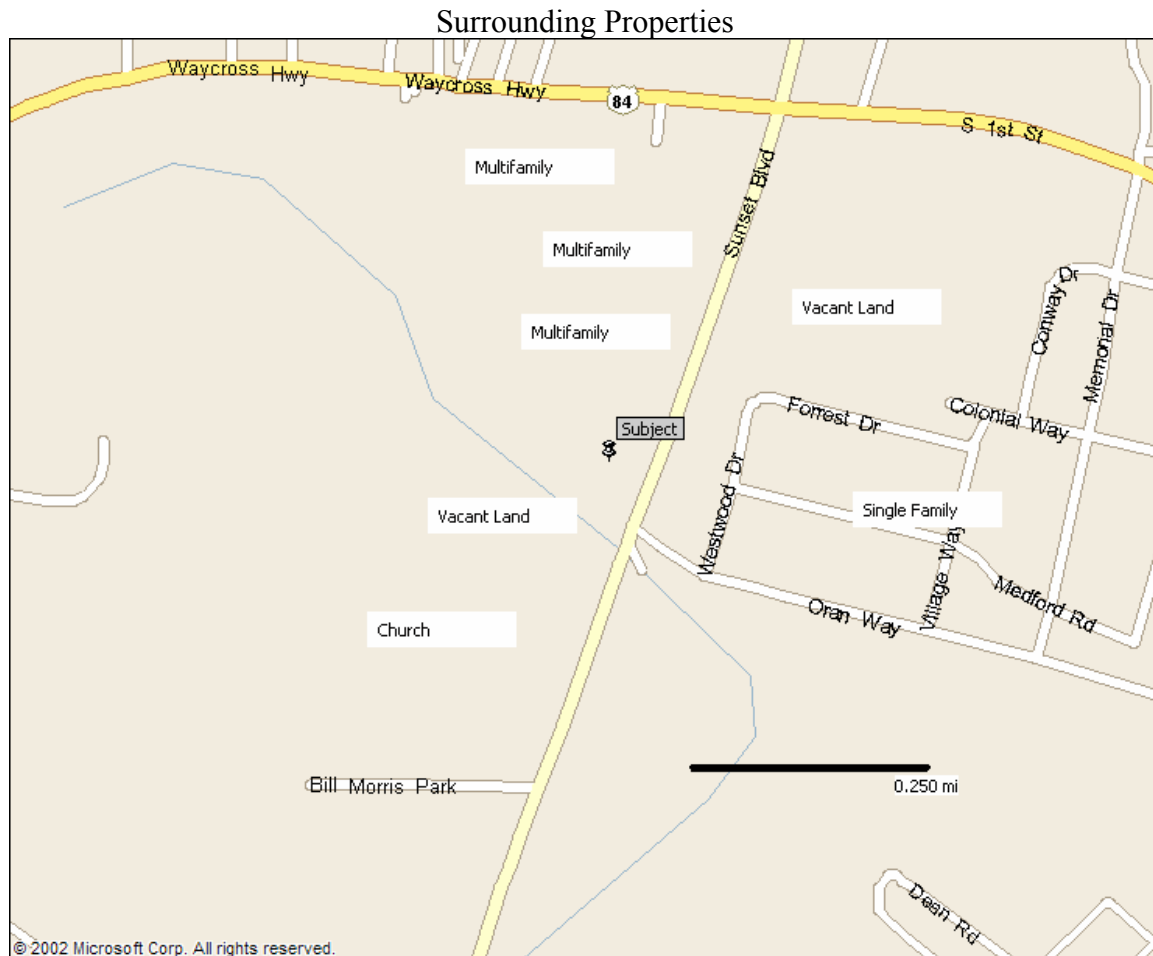 Surrounding Properties
Waycross Hwy
Waycross Hwy
84
S 1st St
Multifamily
Sunset Blvd
Multifamily
Conway Dr
Memorial Dr
Vacant Land
Multifamily
Forrest Dr
Colonial Way
Subject
Westwood Dr
Single Family
Vacant Land
Village Way
Medford Rd
Oran Way
Church
Bill Morris Park
0.250 mi
Dean Rd
© 2002 Microsoft Corp. All rights reserved.